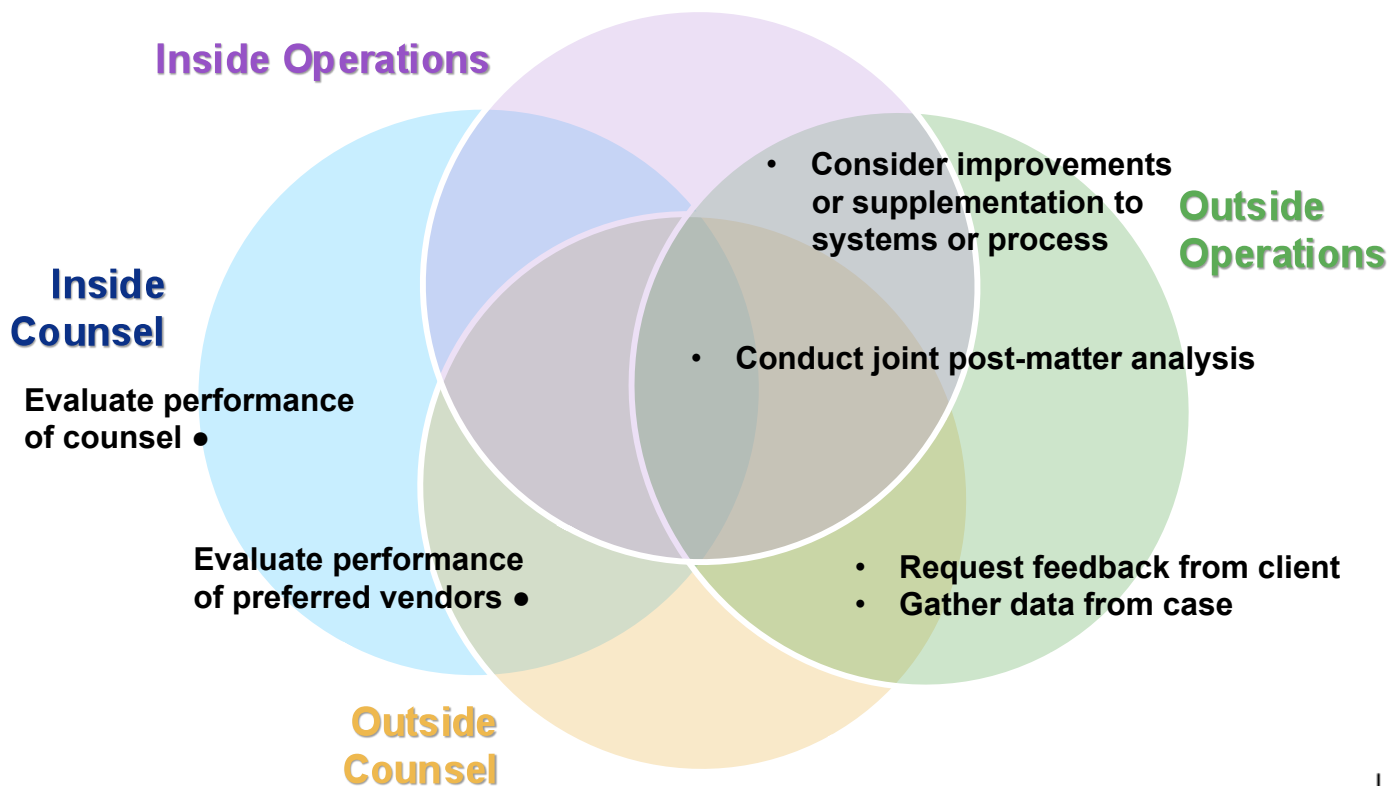 Inside Operations
• Consider improvements
or supplementation to
systems or process
Outside
Operations
Inside
Counsel
• Conduct joint post-matter analysis
Evaluate performance
of counsel ●
Evaluate performance
of preferred vendors ●
• Request feedback from client
• Gather data from case
Outside
Counsel